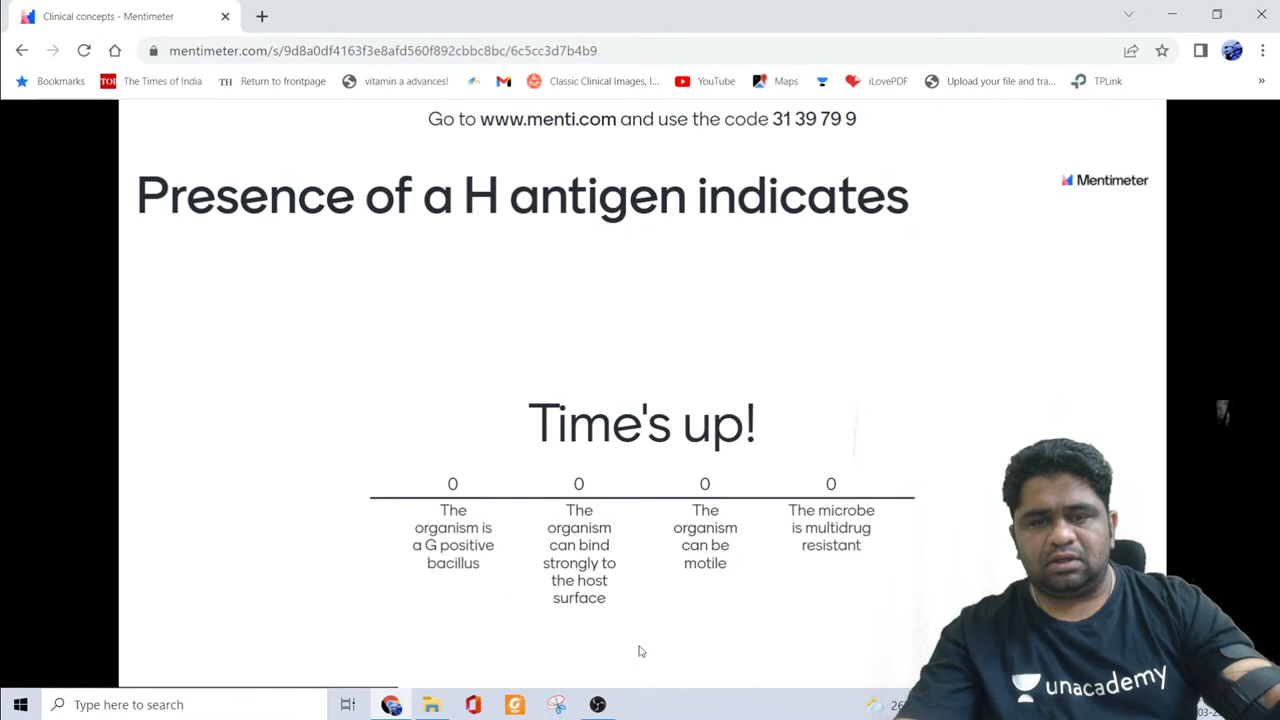 Clinical concepts - Mentimeter
mentimeter.com/s/9d8a0df4163f3e8afd560f892cbbc8bc/6c5cc3d7b4b9
Bookmarks
TOI The Times of India
TH Return to frontpage
vitamin a advances!
Classic Clinical Images, I...
YouTube
Maps
iLovePDF
Upload your file and tra...
TPLink
Go to www.menti.com and use the code 31 39 79 9
Presence of a H antigen indicates
Mentimeter
Time's up!
0 0 0 0
The
organism is
a G positive
bacillus
The
organism
can bind
strongly to
the host
surface
The
organism
can be
motile
The microbe
is multidrug
resistant
unacademy
Type here to search